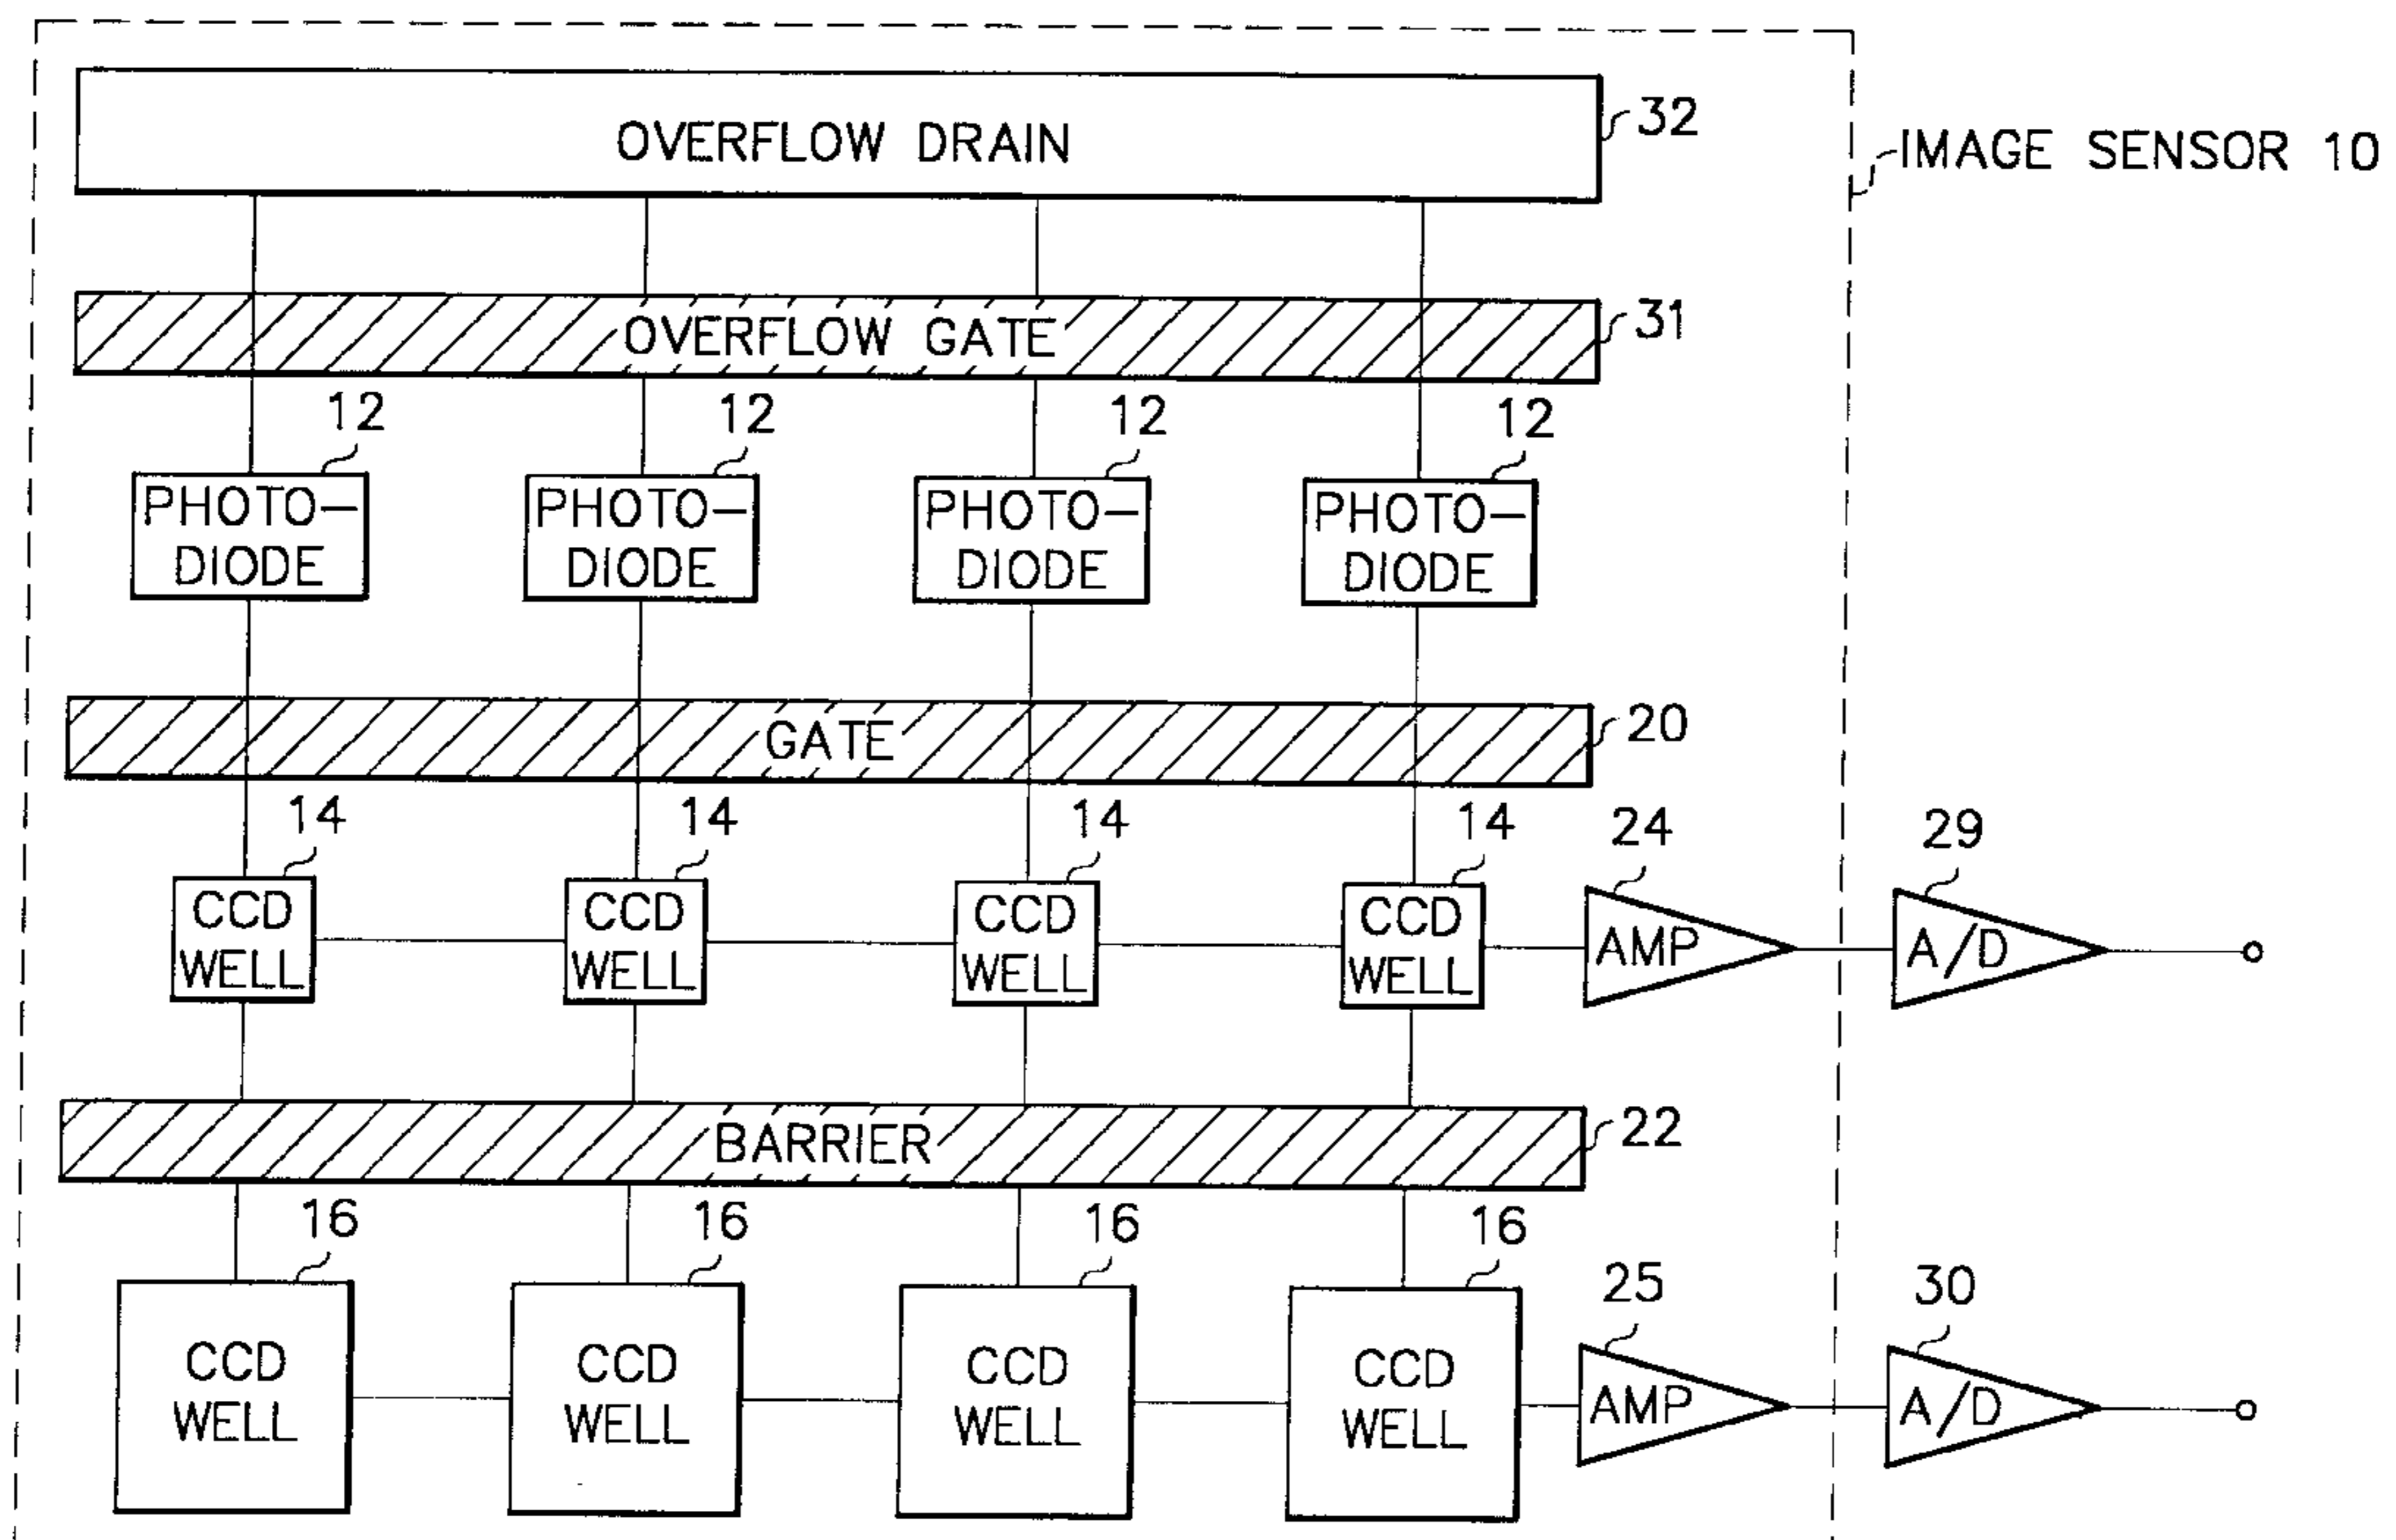 OVERFLOW DRAIN
32
IMAGE SENSOR 10
OVERFLOW GATE
31
12 12 12 12
PHOTO- PHOTO- PHOTO- PHOTO-
DIODE DIODE DIODE DIODE
GATE
20
14 14 14 14 24 29
CCD CCD CCD CCD
WELL WELL WELL WELL AMP A/D
BARRIER
22
16 16 16 16 25 30
CCD CCD CCD CCD
WELL WELL WELL WELL AMP A/D